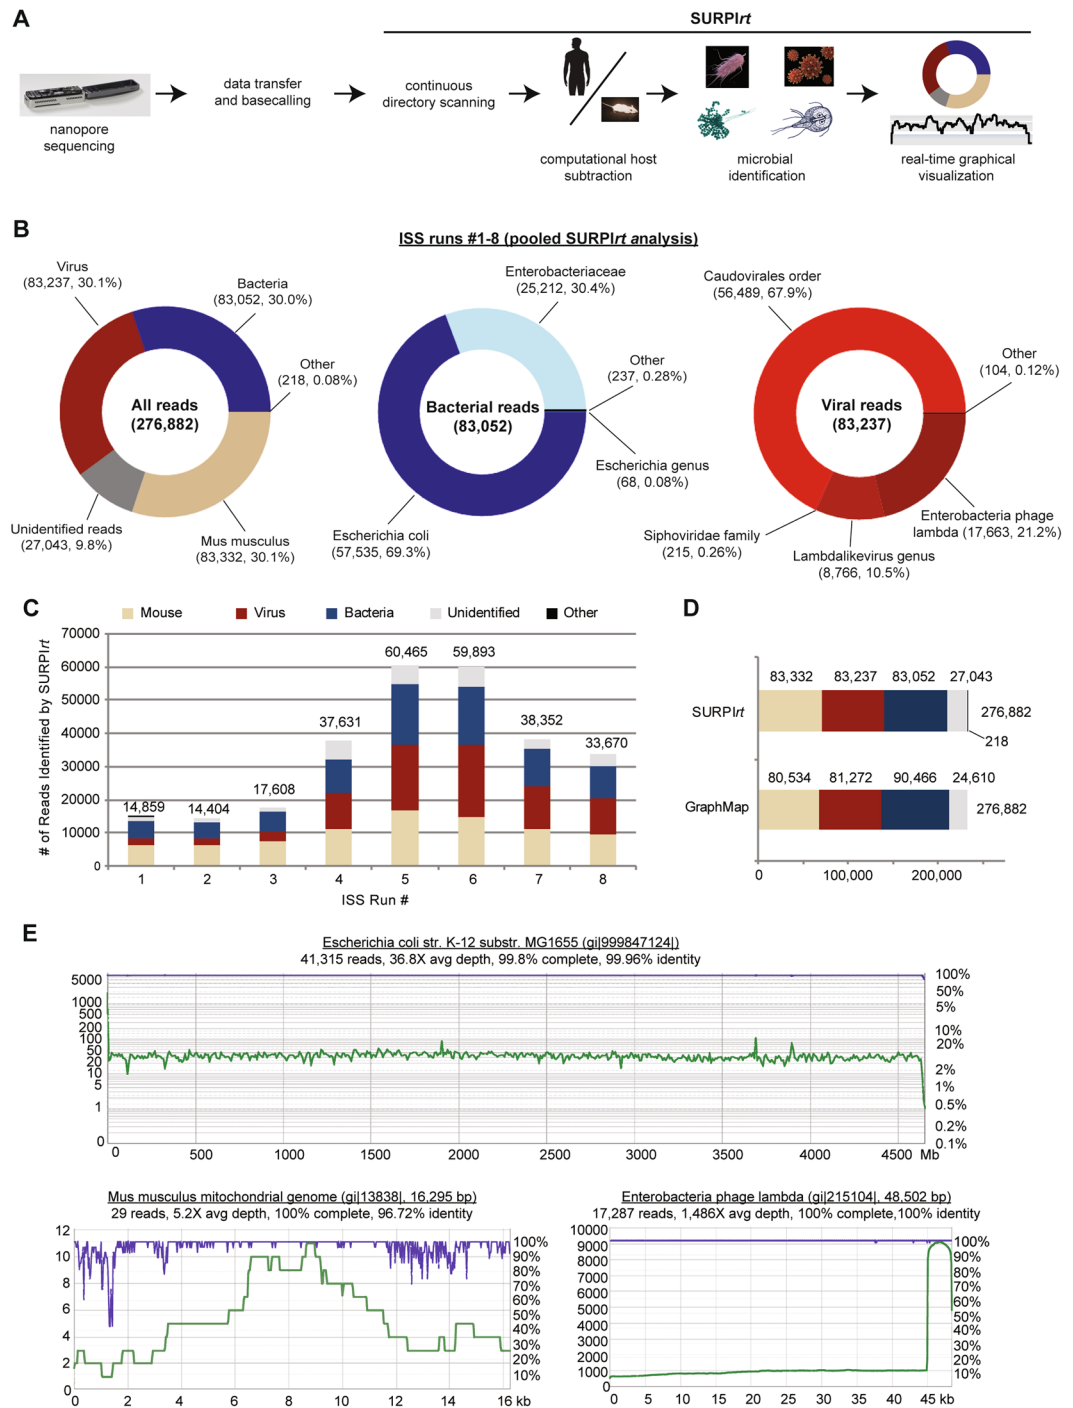 A
SURPIrt
nanopore
sequencing
data transfer
and basecalling
continuous
directory scanning
computational host
subtraction
microbial
identification
real-time graphical
visualization
B
ISS runs #1-8 (pooled SURPIrt analysis)
Virus
(83,237, 30.1%)
Bacteria
(83,052, 30.0%)
Other
(218, 0.08%)
All reads
(276,882)
Unidentified reads
(27,043, 9.8%)
Mus musculus
(83,332, 30.1%)
Enterobacteriaceae
(25,212, 30.4%)
Other
(237, 0.28%)
Bacterial reads
(83,052)
Escherichia genus
(68, 0.08%)
Escherichia coli
(57,535, 69.3%)
Caudovirales order
(56,489, 67.9%)
Other
(104, 0.12%)
Viral reads
(83,237)
Siphoviridae family
(215, 0.26%)
Enterobacteria phage
lambda (17,663, 21.2%)
Lambdalikevirus genus
(8,766, 10.5%)
C
Mouse Virus Bacteria Unidentified Other
# of Reads Identified by SURPIrt
70000
60000
50000
40000
30000
20000
10000
0
14,859
14,404
17,608
37,631
60,465
59,893
38,352
33,670
1 2 3 4 5 6 7 8
ISS Run #
D
83,332 83,237 83,052 27,043
SURPIrt
276,882
218
80,534 81,272 90,466 24,610
GraphMap
276,882
0 100,000 200,000
E
Escherichia coli str. K-12 substr. MG1655 (gi|999847124|)
41,315 reads, 36.8X avg depth, 99.8% complete, 99.96% identity
5000
1000
500
200
100
50
20
10
5
1
0
100%
50%
5%
10%
20%
2%
1%
0.5%
0.2%
0.1%
0 500 1000 1500 2000 2500 3000 3500 4000 4500 Mb
Mus musculus mitochondrial genome (gi|13838|, 16.295 bp)
29 reads, 5.2X avg depth, 100% complete, 96.72% identity
12
10
8
6
4
2
0
100%
90%
80%
70%
60%
50%
40%
30%
20%
10%
0 2 4 6 8 10 12 14 16 kb
Enterobacteria phage lambda (gi|215104|, 48,502 bp)
17,287 reads, 1,486X avg depth, 100% complete,100% identity
10000
9000
8000
7000
6000
5000
4000
3000
2000
1000
0
100%
90%
80%
70%
60%
50%
40%
30%
20%
10%
0 5 10 15 20 25 30 35 40 45 kb